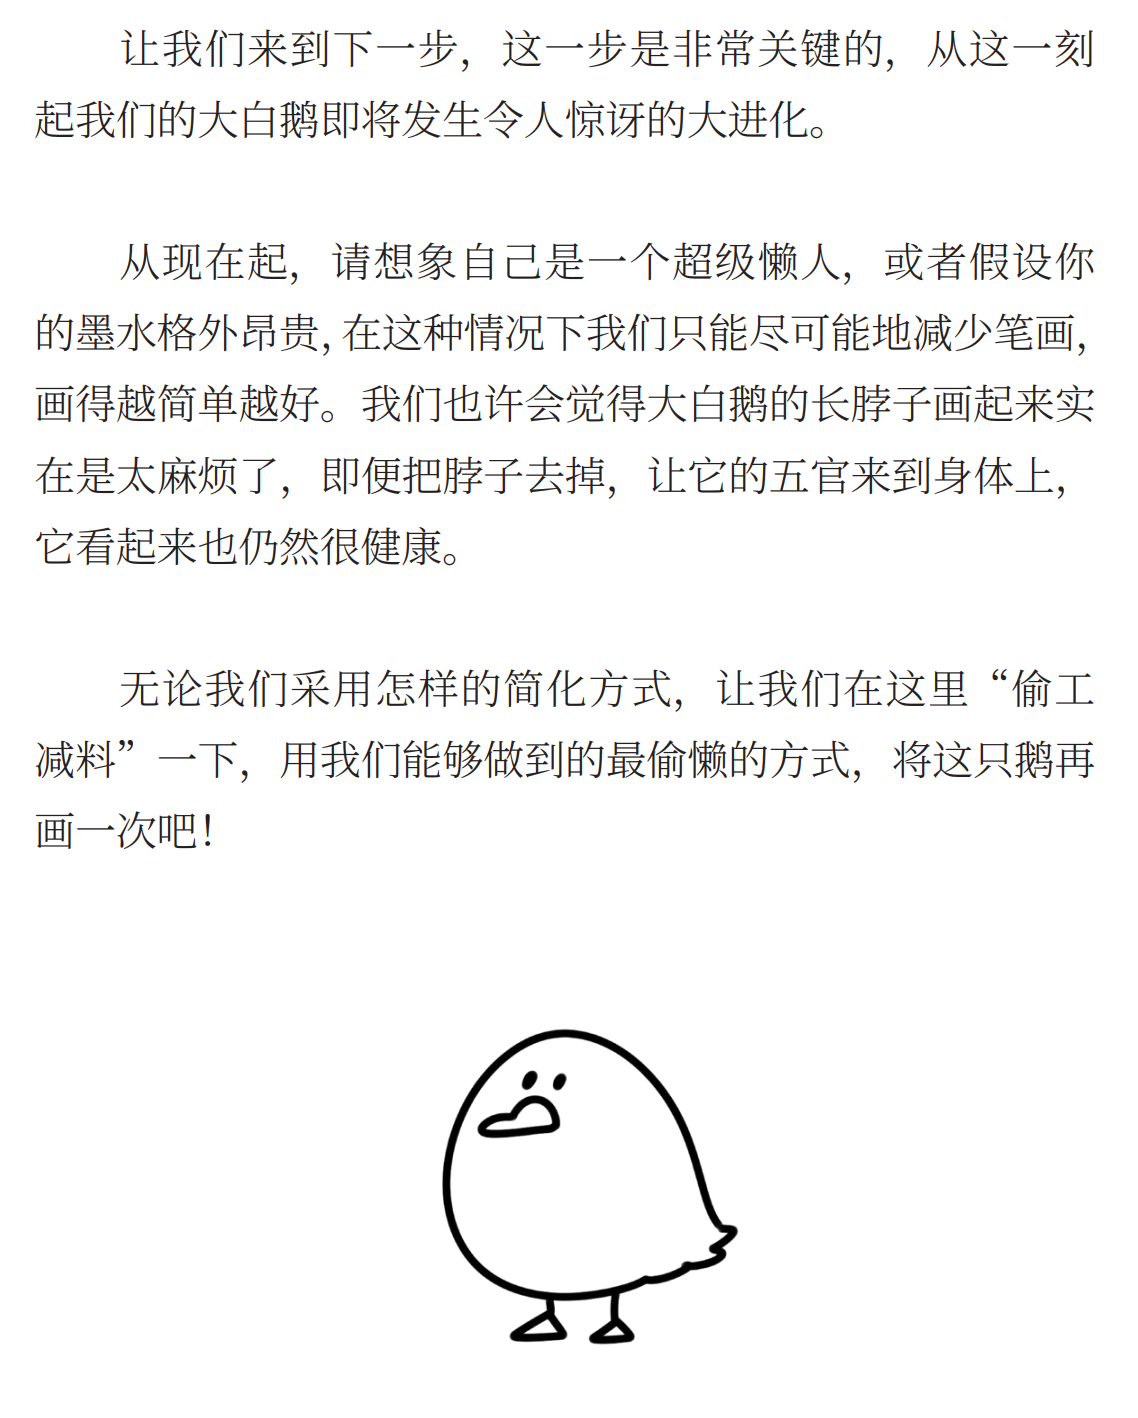 让我们来到下一步，这一步是非常关键的，从这一刻
起我们的大白鹅即将发生令人惊讶的大进化。
从现在起，请想象自己是一个超级懒人，或者假设你
的墨水格外昂贵，在这种情况下我们只能尽可能地减少笔画，
画得越简单越好。我们也许会觉得大白鹅的长脖子画起来实
在是太麻烦了，即便把脖子去掉，让它的五官来到身体上，
它看起来也仍然很健康。
无论我们采用怎样的简化方式，让我们在这里“偷工
减料”一下，用我们能够做到的最偷懒的方式，将这只鹅再
画一次吧！